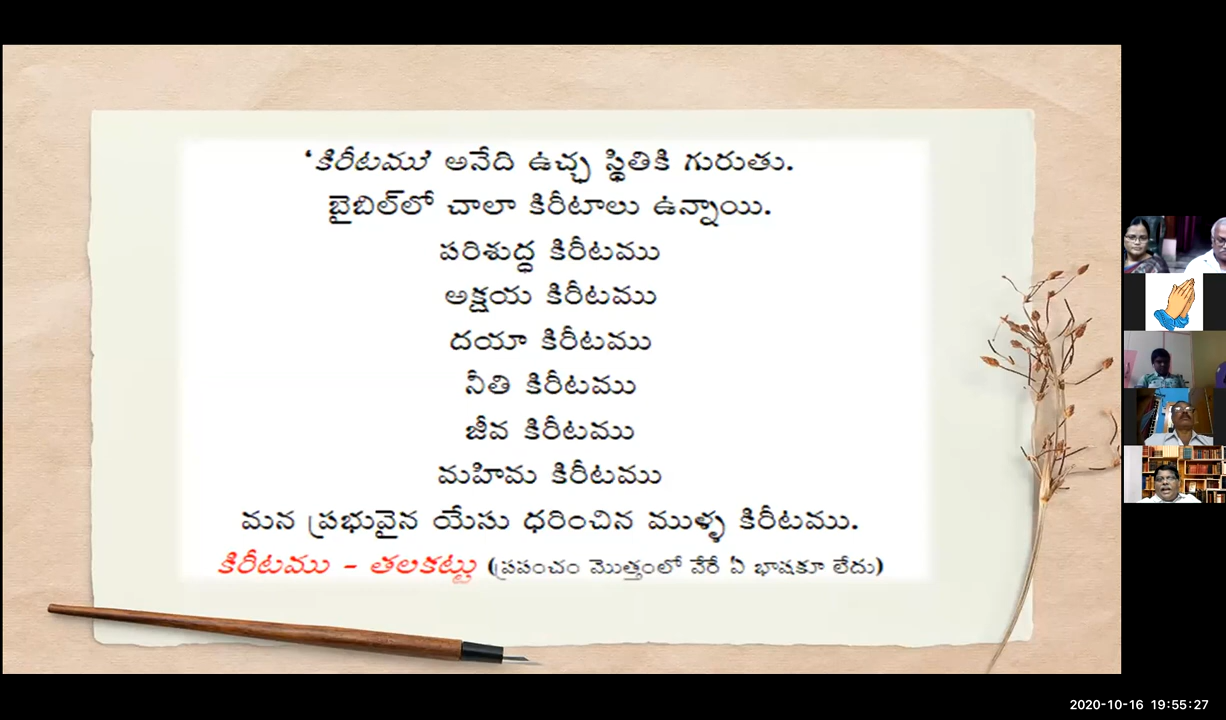 ‘కిరీటము’ అనేది ఉచ్ఛ స్థితికి గురుతు.
బైబిల్‌లో చాలా కిరీటాలు ఉన్నాయి.
పరిశుద్ధ కిరీటము
అక్షయ కిరీటము
దయా కిరీటము
నీతి కిరీటము
జీవ కిరీటము
మహిమ కిరీటము
మన ప్రభువైన యేసు ధరించిన ముళ్ళ కిరీటము.
కిరీటము - తలకట్టు (ప్రపంచం మొత్తంలో వేరే ఏ భాషకూ లేదు)
2020-10-16 19:55:27